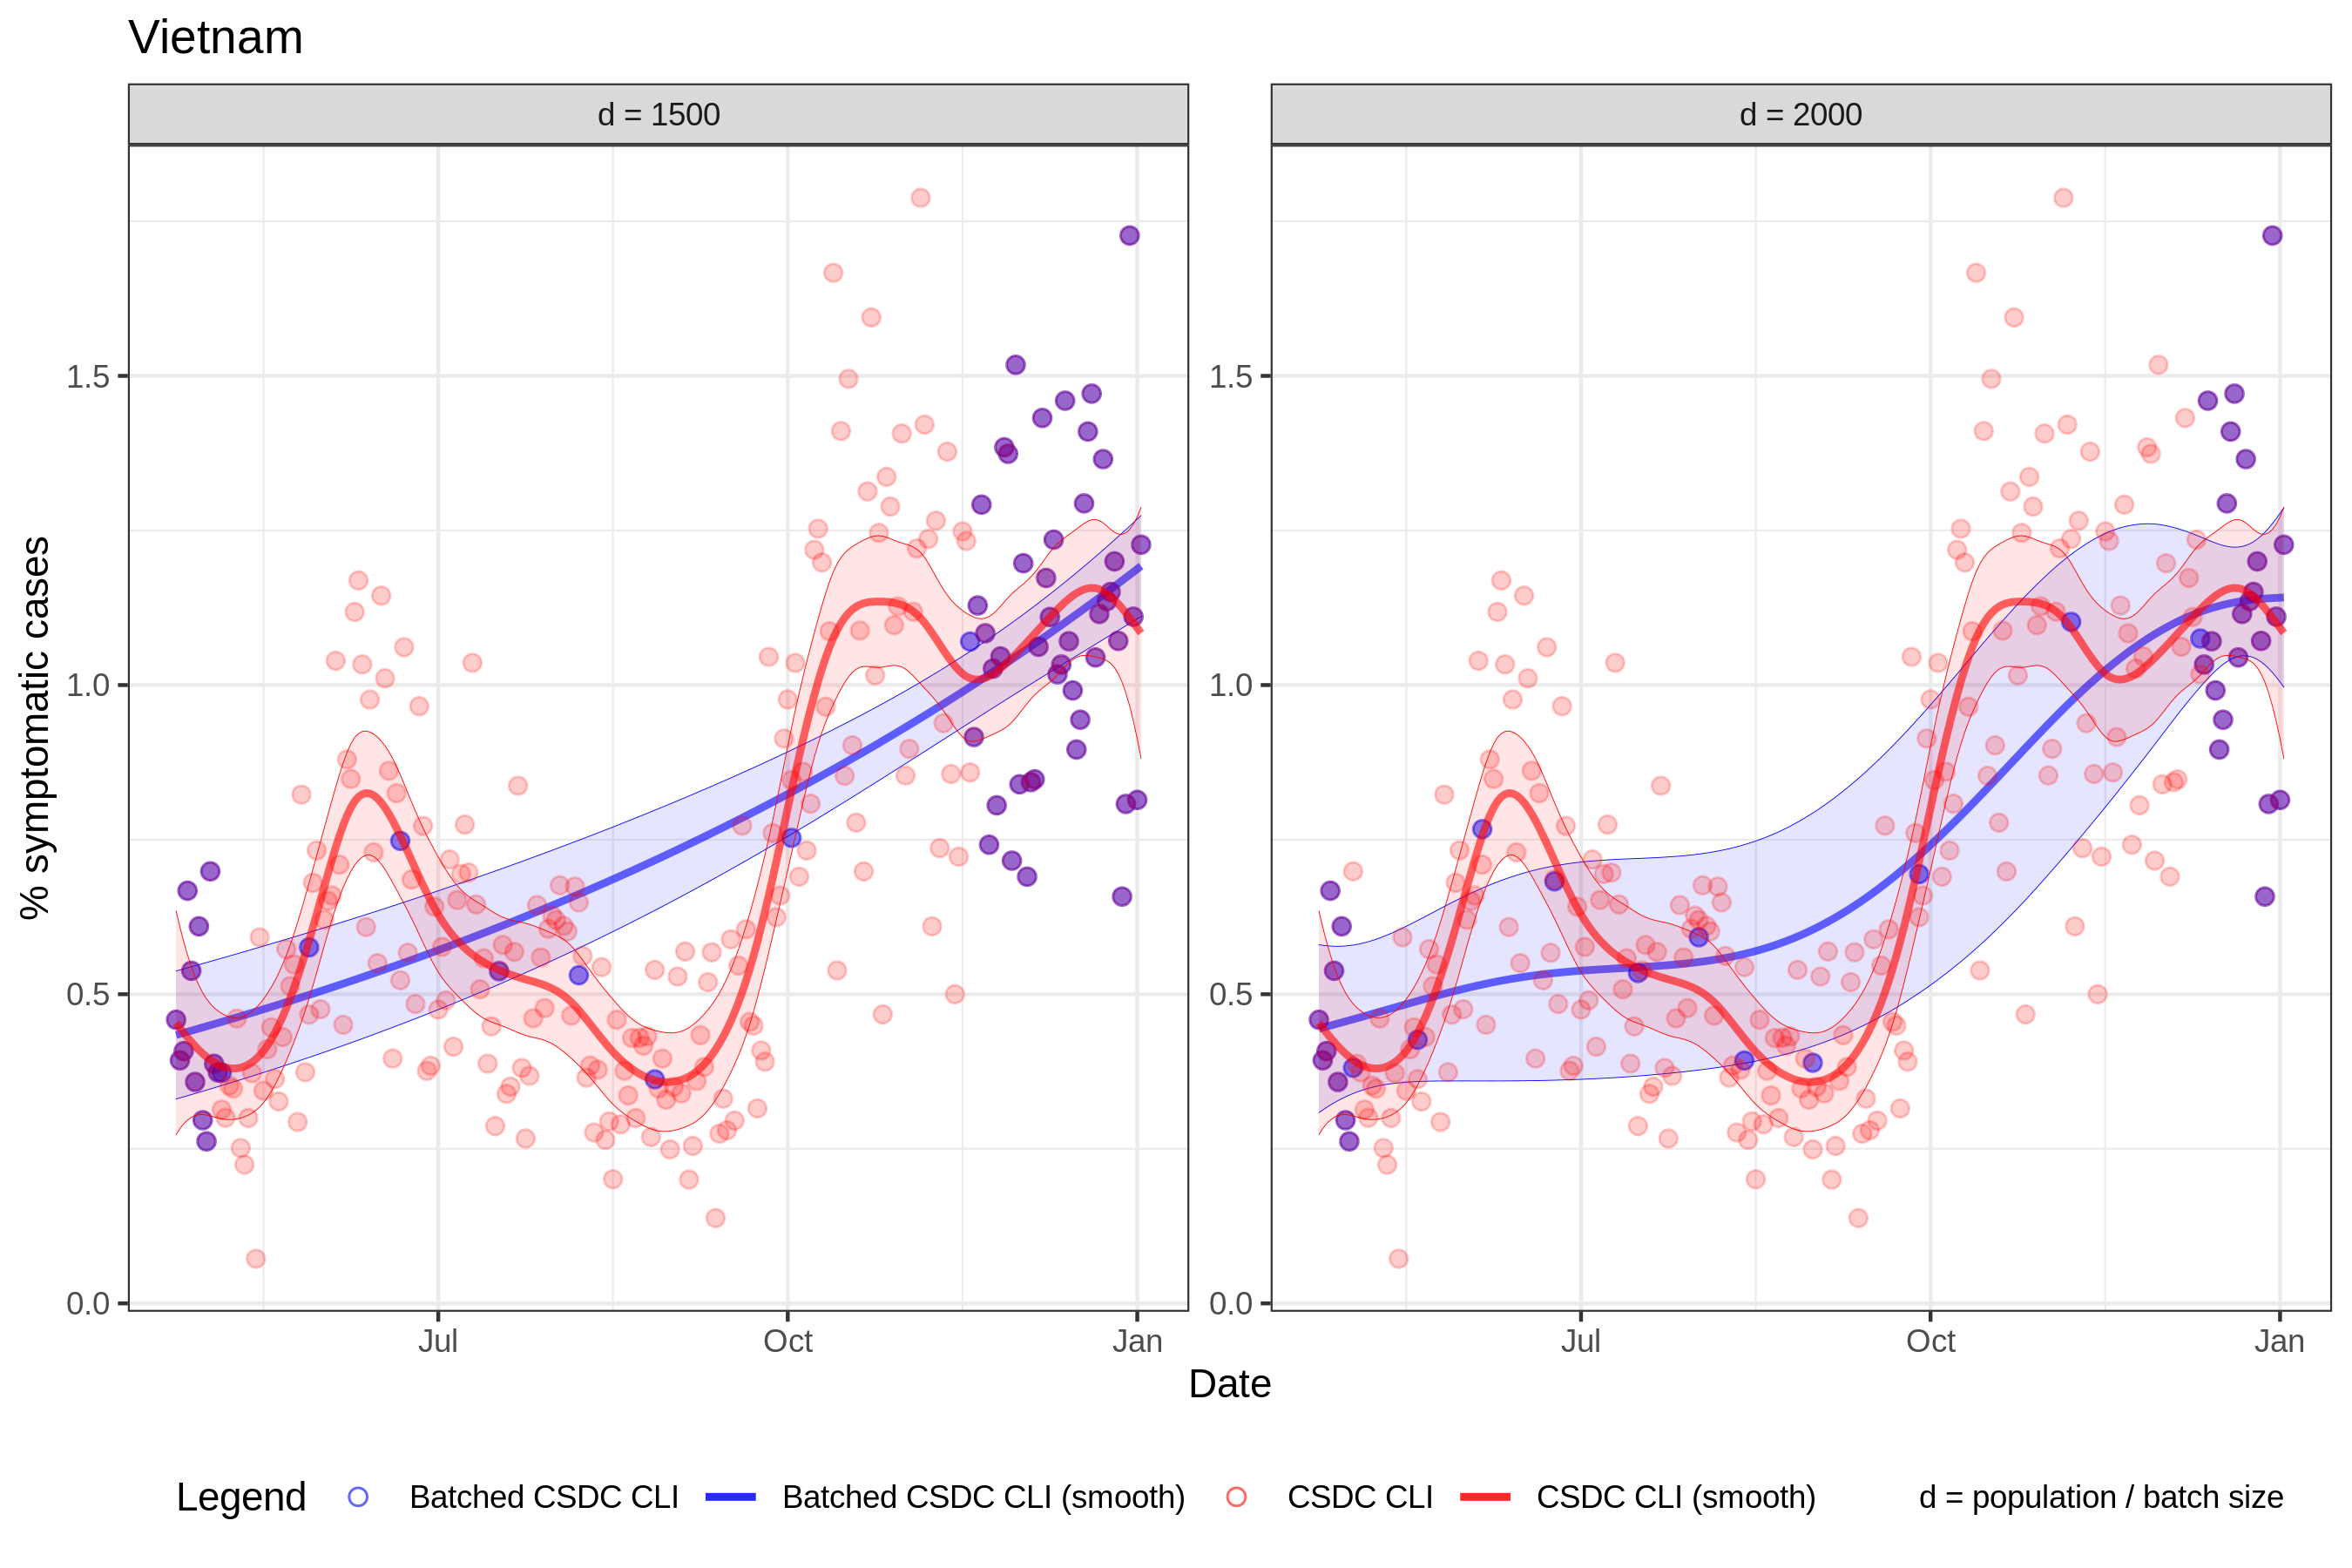 Vietnam
d = 1500
d = 2000
% symptomatic cases
1.5
1.0
0.5
0.0
1.5
1.0
0.5
0.0
Jul Oct Jan
Jul Oct Jan
Date
Legend Batched CSDC CLI Batched CSDC CLI (smooth) CSDC CLI CSDC CLI (smooth) d = population / batch size